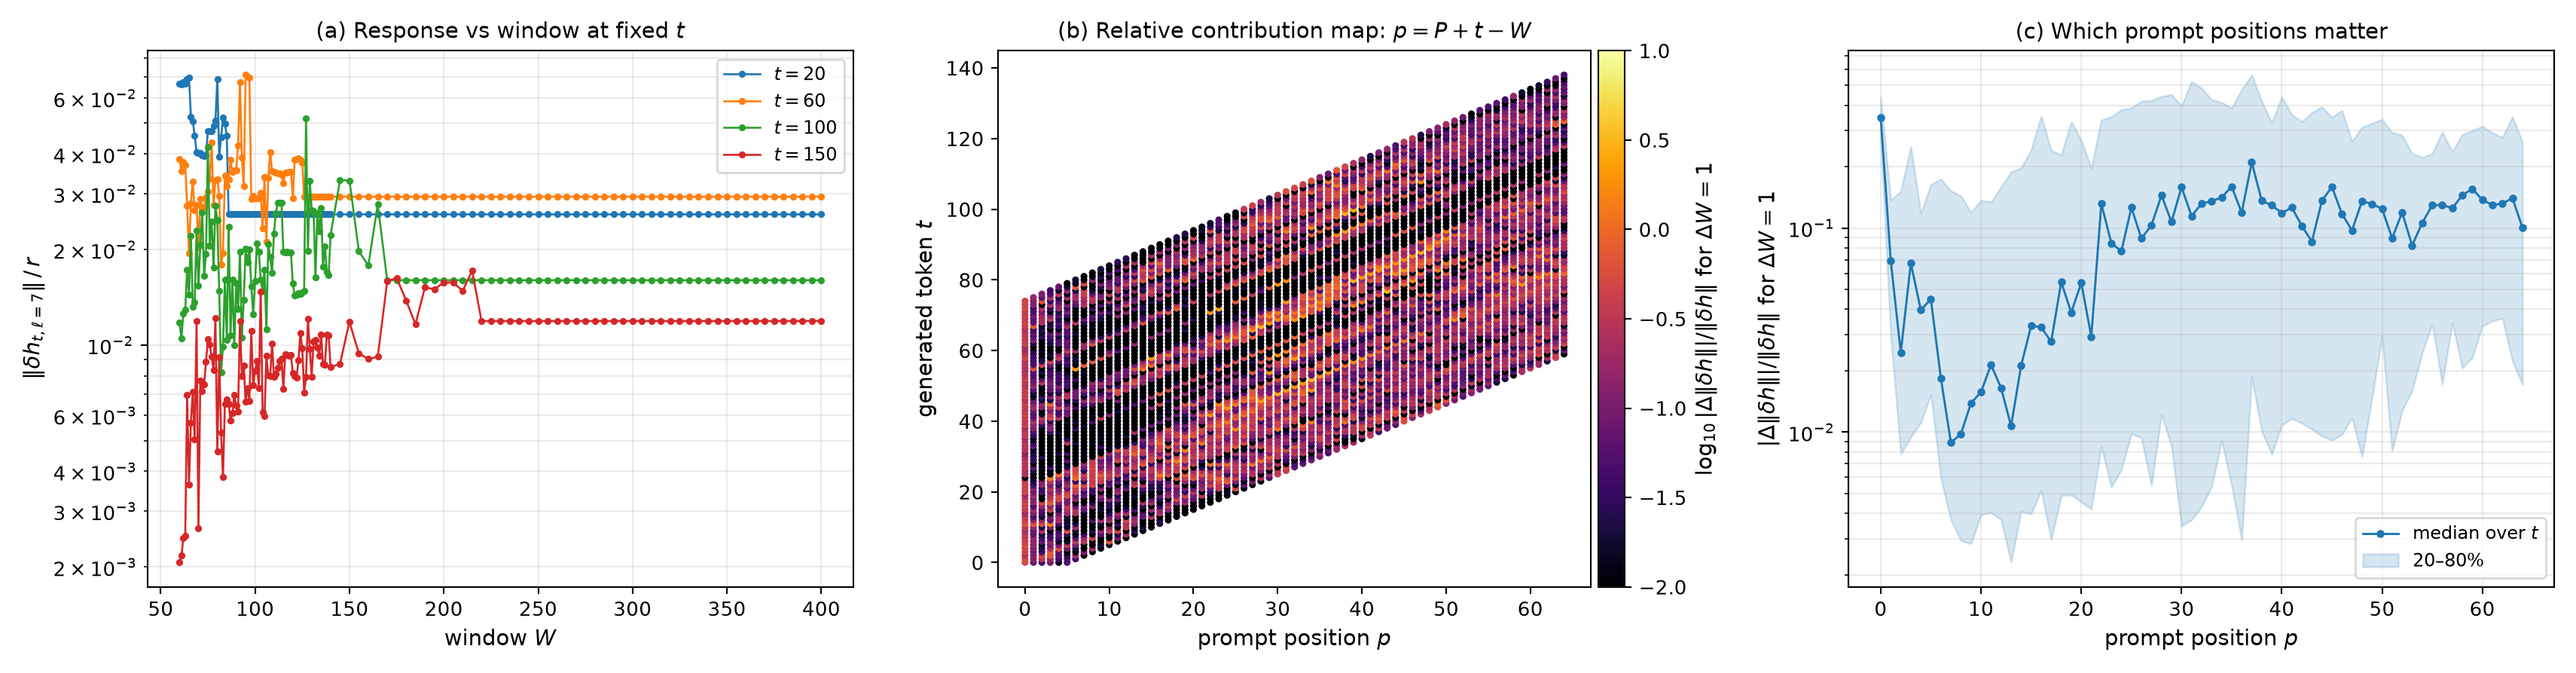 (a) Response vs window at fixed t
‖δh_{t,ℓ=7}‖ / r
6 × 10⁻²
4 × 10⁻²
3 × 10⁻²
2 × 10⁻²
10⁻²
6 × 10⁻³
4 × 10⁻³
3 × 10⁻³
2 × 10⁻³
t = 20
t = 60
t = 100
t = 150
50 100 150 200 250 300 350 400
window W
(b) Relative contribution map: p = P + t − W
generated token t
140
120
100
80
60
40
20
0
0 10 20 30 40 50 60
prompt position p
1.0
0.5
0.0
−0.5
−1.0
−1.5
−2.0
log₁₀ |Δ‖δh‖|/‖δh‖ for ΔW = 1
(c) Which prompt positions matter
|Δ‖δh‖|/‖δh‖ for ΔW = 1
10⁻¹
10⁻²
median over t
20–80%
0 10 20 30 40 50 60
prompt position p